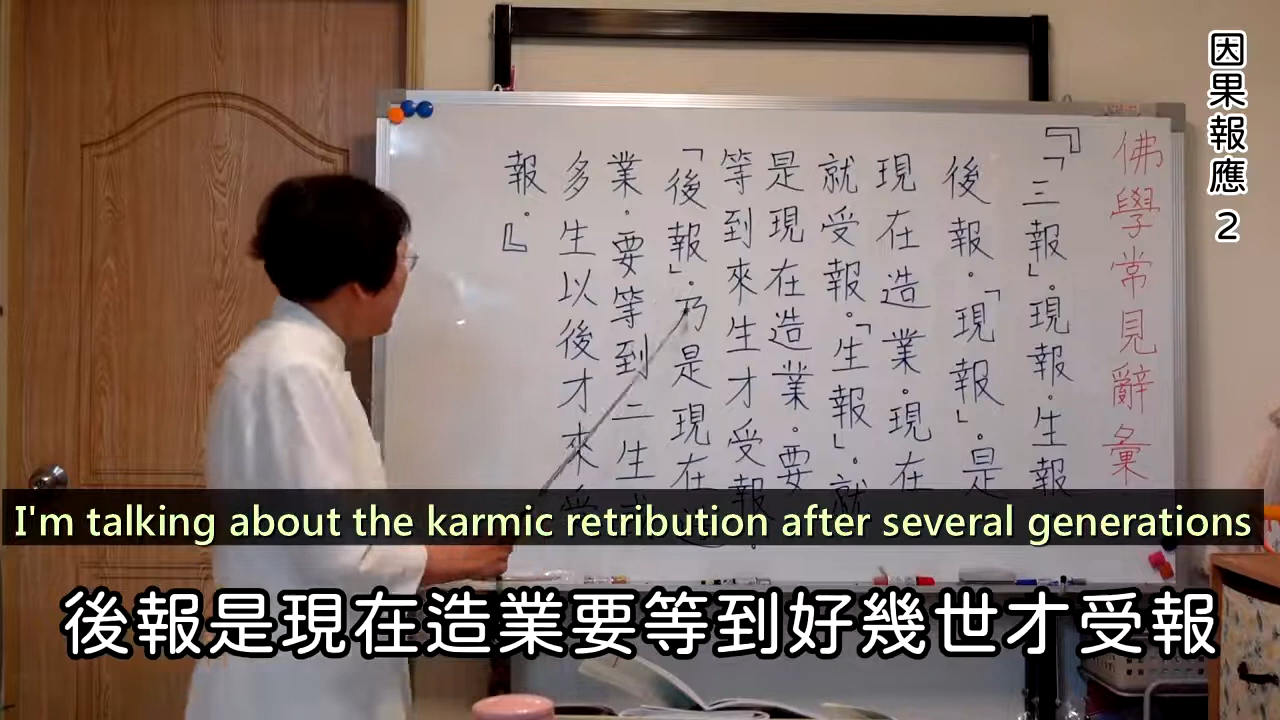 因果報應 2
佛學常見辭彙
『「三報」。現報。生報
後報。「現報」。是
現在造業。現在
就受報。「生報」。就
是現在造業。要
等到來生才受報。
「後報」。乃是現在
業。要等到二生
多生以後才來受
報。』
I'm talking about the karmic retribution after several generations
後報是現在造業要等到好幾世才受報